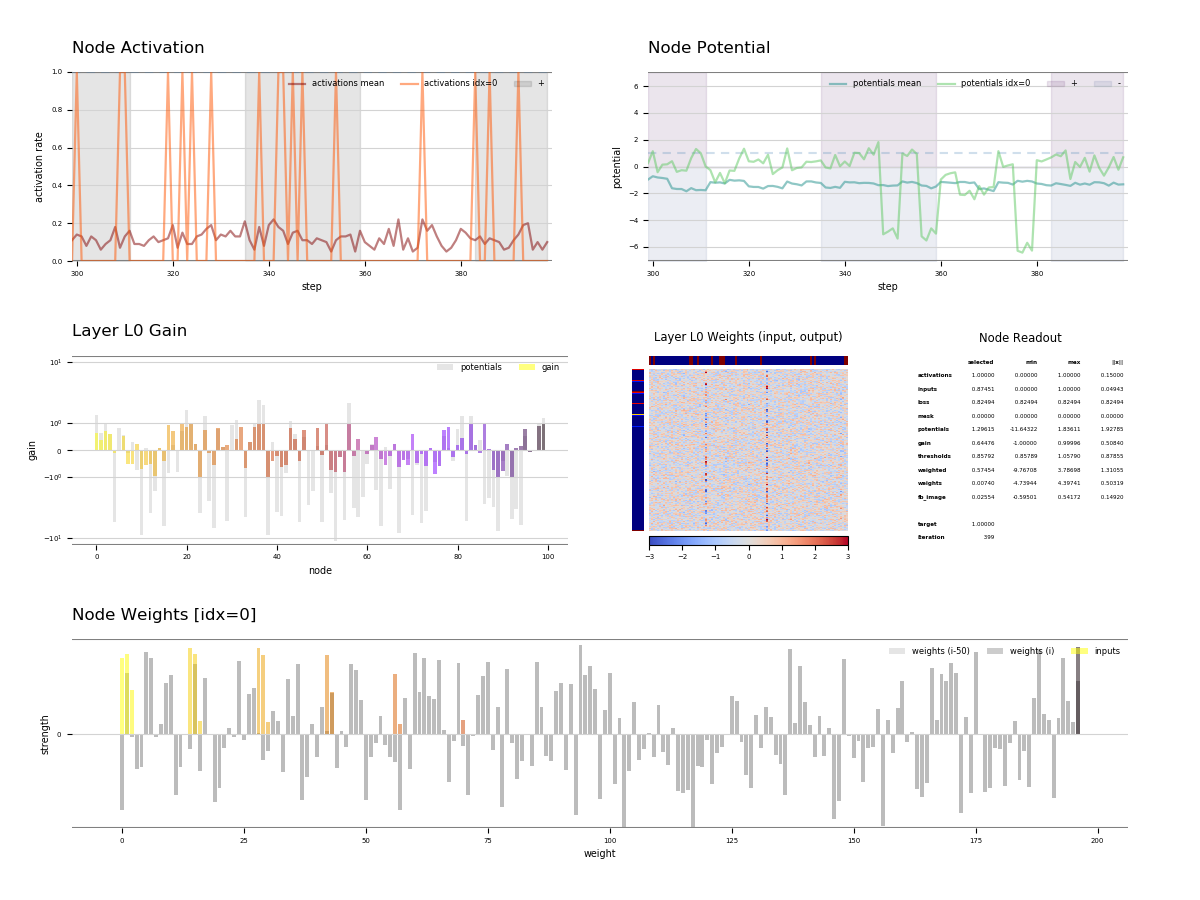 Node Activation
activations mean activations idx=0 +
1.0
0.8
0.6
0.4
0.2
0.0
activation rate
300 320 340 360 380
step
Node Potential
potentials mean potentials idx=0 + -
6
4
2
0
−2
−4
−6
potential
300 320 340 360 380
step
Layer L0 Gain
potentials gain
10¹
10⁰
0
−10⁰
−10¹
gain
0 20 40 60 80 100
node
Layer L0 Weights (input, output)
−3 −2 −1 0 1 2 3
Node Readout
selected min max ||x||
activations 1.00000 0.00000 1.00000 0.15000
inputs 0.87451 0.00000 1.00000 0.04943
loss 0.82494 0.82494 0.82494 0.82494
mask 0.00000 0.00000 0.00000 0.00000
potentials 1.29615 -11.64322 1.83611 1.92785
gain 0.64476 -1.00000 0.99996 0.50840
thresholds 0.85792 0.85789 1.05790 0.87855
weighted 0.57454 -9.76708 3.78698 1.31055
weights 0.00740 -4.73944 4.39741 0.50319
fb_image 0.02554 -0.59501 0.54172 0.14920
target 1.00000
Iteration 399
Node Weights [idx=0]
weights (i-50) weights (i) inputs
0
strength
0 25 50 75 100 125 150 175 200
weight